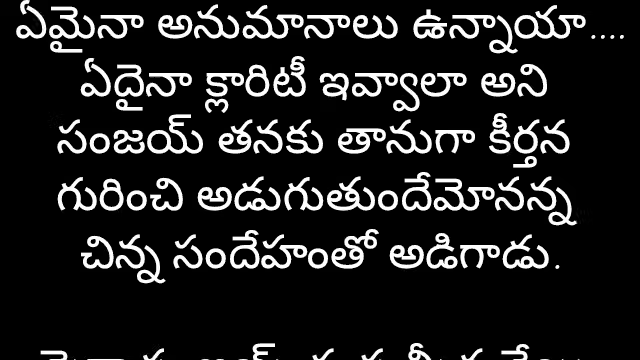 ఏమైనా అనుమానాలు ఉన్నాయా....
ఏదైనా క్లారిటీ ఇవ్వాలా అని
సంజయ్ తనకు తానుగా కీర్తన
గురించి అడుగుతుందేమోనన్న
చిన్న సందేహంతో అడిగాడు.